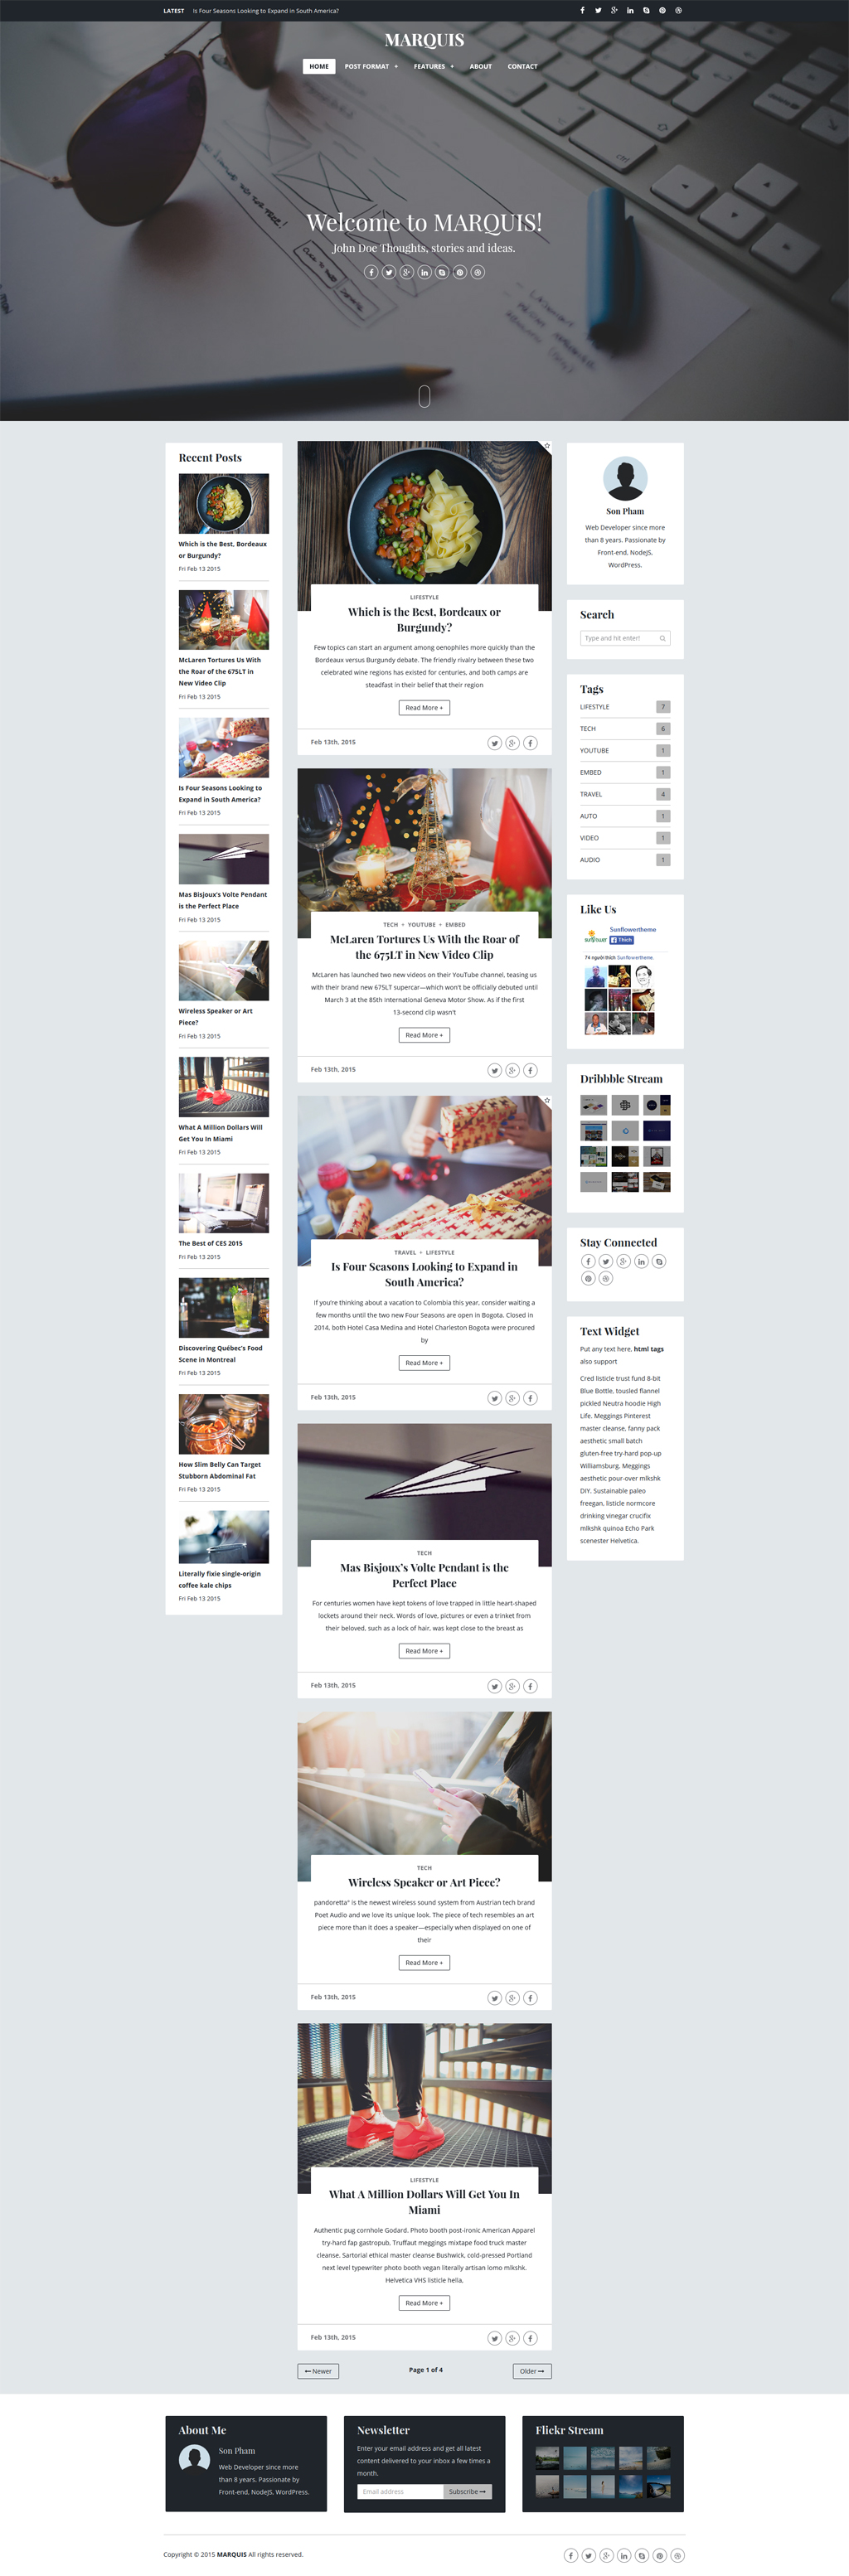 LATEST Is Four Seasons Looking to Expand in South America?
MARQUIS
HOME POST FORMAT + FEATURES + ABOUT CONTACT
Welcome to MARQUIS!
John Doe Thoughts, stories and ideas.
Recent Posts
Which is the Best, Bordeaux
or Burgundy?
Fri Feb 13 2015
McLaren Tortures Us With
the Roar of the 675LT in
New Video Clip
Fri Feb 13 2015
Is Four Seasons Looking to
Expand in South America?
Fri Feb 13 2015
Mas Bisjoux's Volte Pendant
is the Perfect Place
Fri Feb 13 2015
Wireless Speaker or Art
Piece?
Fri Feb 13 2015
What A Million Dollars Will
Get You In Miami
Fri Feb 13 2015
The Best of CES 2015
Fri Feb 13 2015
Discovering Québec's Food
Scene in Montreal
Fri Feb 13 2015
How Slim Belly Can Target
Stubborn Abdominal Fat
Fri Feb 13 2015
Literally fixie single-origin
coffee kale chips
Fri Feb 13 2015
LIFESTYLE
Which is the Best, Bordeaux or
Burgundy?
Few topics can start an argument among oenophiles more quickly than the
Bordeaux versus Burgundy debate. The friendly rivalry between these two
celebrated wine regions has existed for centuries, and both camps are
steadfast in their belief that their region
Read More +
Feb 13th, 2015
TECH • YOUTUBE • EMBED
McLaren Tortures Us With the Roar of
the 675LT in New Video Clip
McLaren has launched two new videos on their YouTube channel, teasing us
with their brand new 675LT supercar—which won't be officially debuted until
March 3 at the 85th International Geneva Motor Show. As if the first
13-second clip wasn't
Read More +
Feb 13th, 2015
TRAVEL • LIFESTYLE
Is Four Seasons Looking to Expand in
South America?
If you're thinking about a vacation to Colombia this year, consider waiting a
few months until the two new Four Seasons are open in Bogota. Closed in
2014, both Hotel Casa Medina and Hotel Charleston Bogota were procured
by
Read More +
Feb 13th, 2015
TECH
Mas Bisjoux's Volte Pendant is the
Perfect Place
For centuries women have kept tokens of love trapped in little heart-shaped
lockets around their neck. Words of love, pictures or even a trinket from
their beloved, such as a lock of hair, was kept close to the breast as
Read More +
Feb 13th, 2015
TECH
Wireless Speaker or Art Piece?
pandoretta" is the newest wireless sound system from Austrian tech brand
Poet Audio and we love its unique look. The piece of tech resembles an art
piece more than it does a speaker—especially when displayed on one of
their
Read More +
Feb 13th, 2015
LIFESTYLE
What A Million Dollars Will Get You In
Miami
Authentic pug cornhole Godard. Photo booth post-ironic American Apparel
try-hard fap gastropub, Truffaut meggings mixtape food truck master
cleanse. Sartorial ethical master cleanse Bushwick, cold-pressed Portland
next level typewriter photo booth vegan literally artisan lomo mlkshk.
Helvetica VHS listicle hella,
Read More +
Feb 13th, 2015
Newer Page 1 of 4 Older
Son Pham
Web Developer since more
than 8 years. Passionate by
Front-end, NodeJS,
WordPress.
Search
Type and hit enter!
Tags
LIFESTYLE 7
TECH 6
YOUTUBE 1
EMBED 1
TRAVEL 4
AUTO 1
VIDEO 1
AUDIO 1
Like Us
Sunflowertheme
Thích
74 người thích Sunflowertheme.
Dribbble Stream
Stay Connected
Text Widget
Put any text here, html tags
also support
Cred listicle trust fund 8-bit
Blue Bottle, tousled flannel
pickled Neutra hoodie High
Life. Meggings Pinterest
master cleanse, fanny pack
aesthetic small batch
gluten-free try-hard pop-up
Williamsburg. Meggings
aesthetic pour-over mlkshk
DIY. Sustainable paleo
freegan, listicle normcore
drinking vinegar crucifix
mlkshk quinoa Echo Park
scenester Helvetica.
About Me
Son Pham
Web Developer since more
than 8 years. Passionate by
Front-end, NodeJS, WordPress.
Newsletter
Enter your email address and get all latest
content delivered to your inbox a few times a
month.
Email address Subscribe
Flickr Stream
Copyright © 2015 MARQUIS All rights reserved.